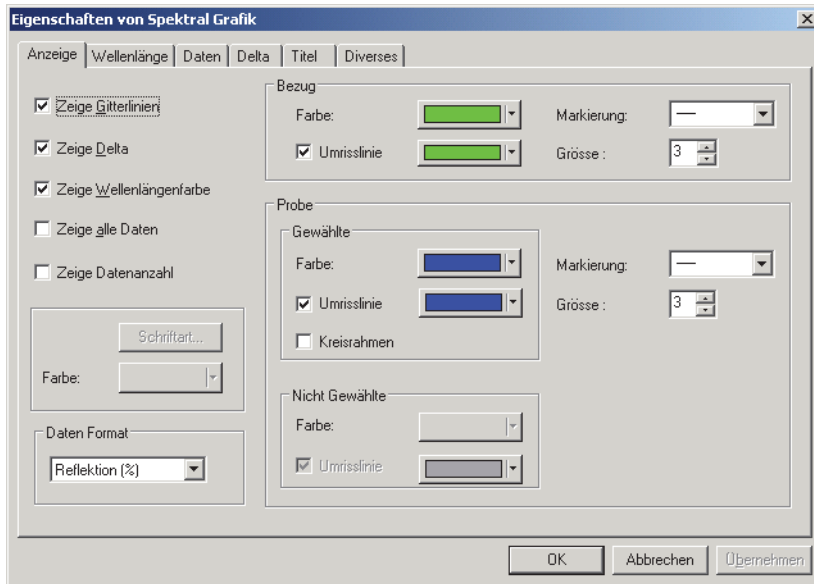 Eigenschaften von Spektral Grafik
Anzeige Wellenlänge Daten Delta Titel Diverses
Zeige Gitterlinien
Zeige Delta
Zeige Wellenlängenfarbe
Zeige alle Daten
Zeige Datenanzahl
Schriftart...
Farbe:
Daten Format
Reflektion (%)
Bezug
Farbe:
Markierung:
Umrisslinie
Grösse :
3
Probe
Gewählte
Farbe:
Markierung:
Umrisslinie
Grösse :
3
Kreisrahmen
Nicht Gewählte
Farbe:
Umrisslinie
OK
Abbrechen
Übernehmen